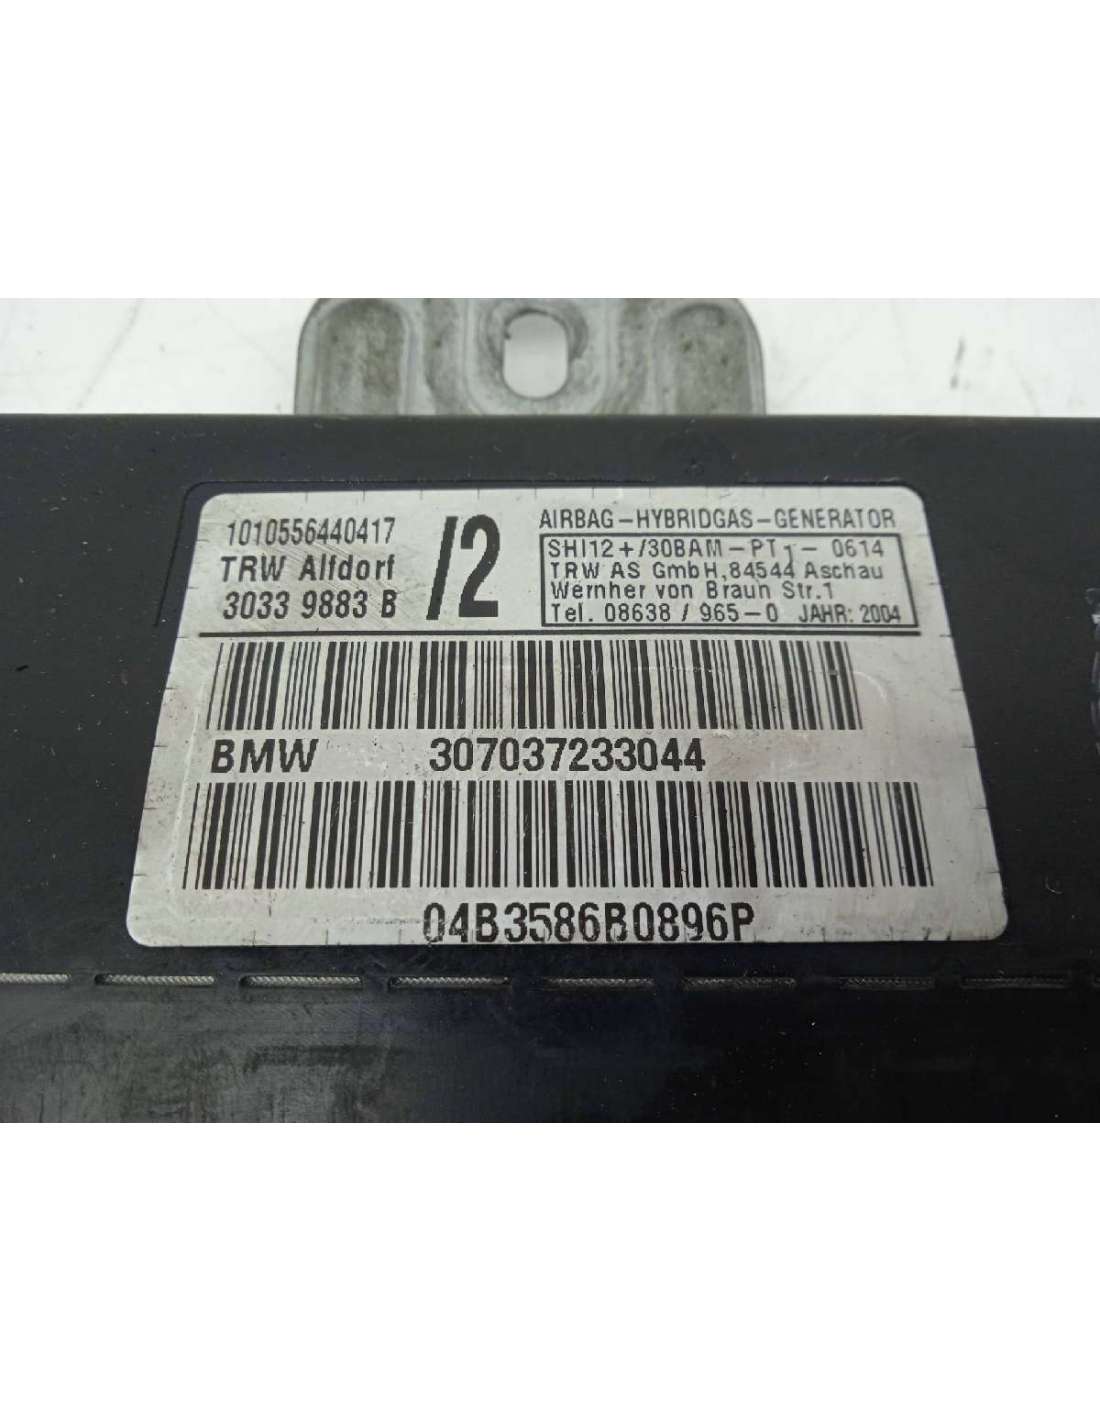 1010556440417
TRW Alfdorf
3033 9883 B
/2
AIRBAG-HYBRIDGAS-GENERATOR
SHI12+/30BAM-PT1-0614
TRW AS GmbH,84544 Aschau
Wernher von Braun Str.1
Tel. 08638 / 965-0 JAHR: 2004
BMW 307037233044
04B3586B0896P